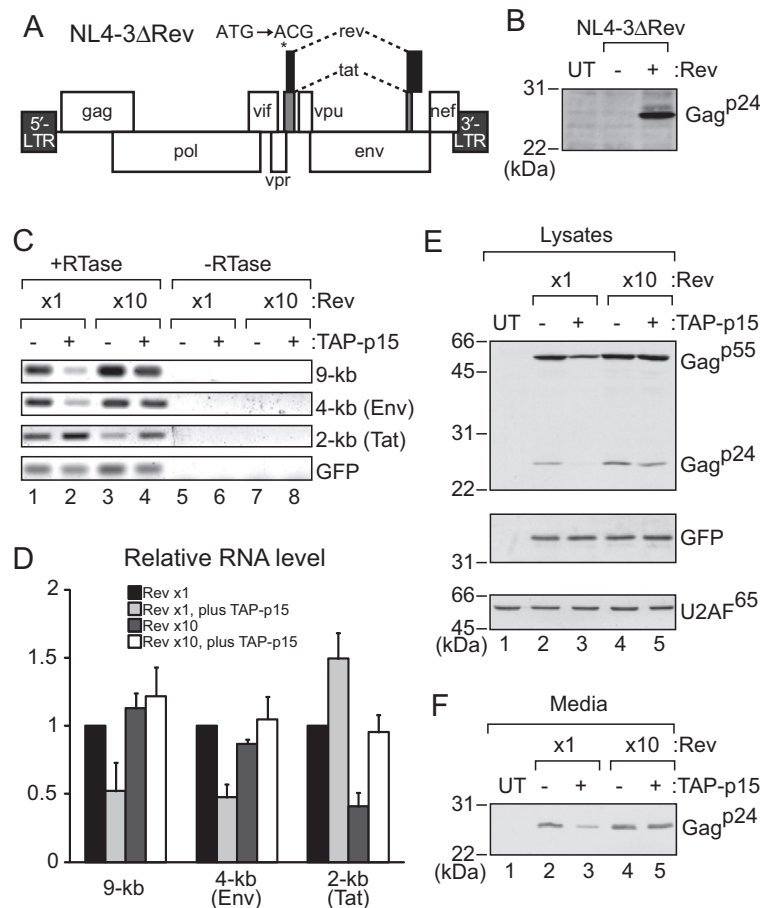 A
NL4-3ΔRev
ATG→ACG
*
rev
tat
gag
vif
vpu
nef
5′-
LTR
3′-
LTR
pol
vpr
env
B
NL4-3ΔRev
UT - + :Rev
31
22
(kDa)
Gag p24
C
+RTase -RTase
x1 x10 x1 x10 :Rev
- + - + - + - + :TAP-p15
9-kb
4-kb (Env)
2-kb (Tat)
GFP
1 2 3 4 5 6 7 8
D
Relative RNA level
2
1.5
1
0.5
0
Rev x1
Rev x1, plus TAP-p15
Rev x10
Rev x10, plus TAP-p15
9-kb 4-kb 2-kb
(Env) (Tat)
E
Lysates
x1 x10 :Rev
UT - + - + :TAP-p15
66
45
31
22
Gag p55
Gag p24
31
GFP
66
45
U2AF 65
(kDa) 1 2 3 4 5
F
Media
x1 x10 :Rev
UT - + - + :TAP-p15
31
22
Gag p24
(kDa) 1 2 3 4 5